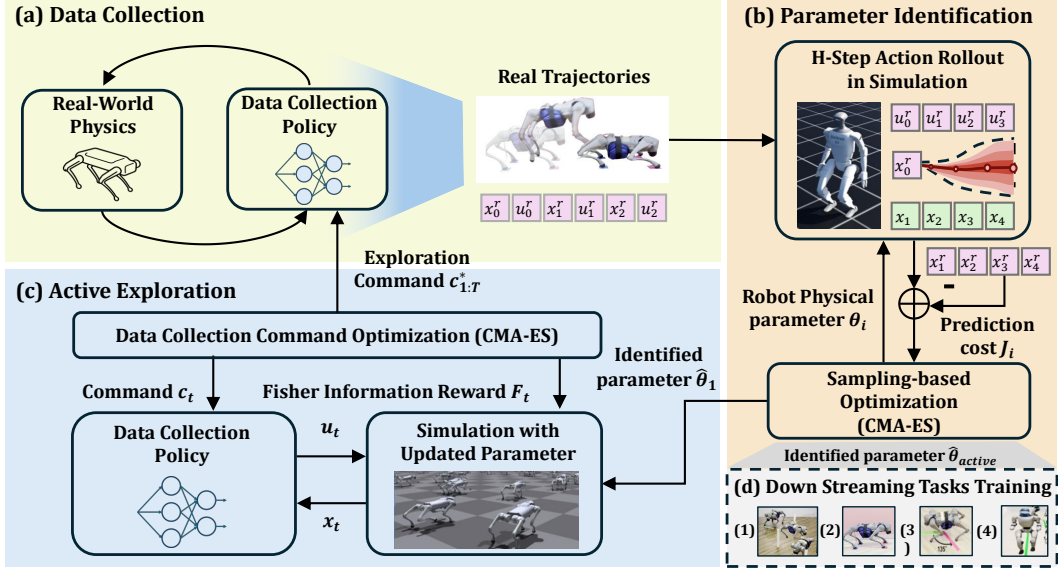 (a) Data Collection
Real-World
Physics
Data Collection
Policy
Real Trajectories
x_0^r u_0^r x_1^r u_1^r x_2^r u_2^r
Exploration
Command c^*_{1:T}
(b) Parameter Identification
H-Step Action Rollout
in Simulation
u_0^r u_1^r u_2^r u_3^r
x_0^r
x_1 x_2 x_3 x_4
x_1^r x_2^r x_3^r x_4^r
-
Robot Physical
parameter θ_i
Prediction
cost J_i
Sampling-based
Optimization
(CMA-ES)
Identified parameter θ̂_{active}
(c) Active Exploration
Data Collection Command Optimization (CMA-ES)
Identified
parameter θ̂_1
Command c_t
Fisher Information Reward F_t
Data Collection
Policy
u_t
x_t
Simulation with
Updated Parameter
(d) Down Streaming Tasks Training
(1) (2) (3) (4)
135°